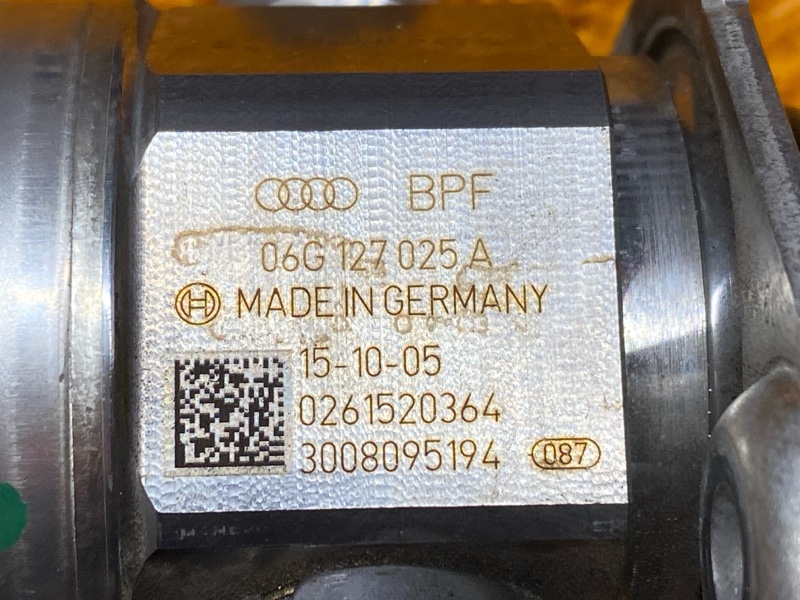 BPF
06G 127 025 A
MADE IN GERMANY
15-10-05
0261520364
3008095194 087